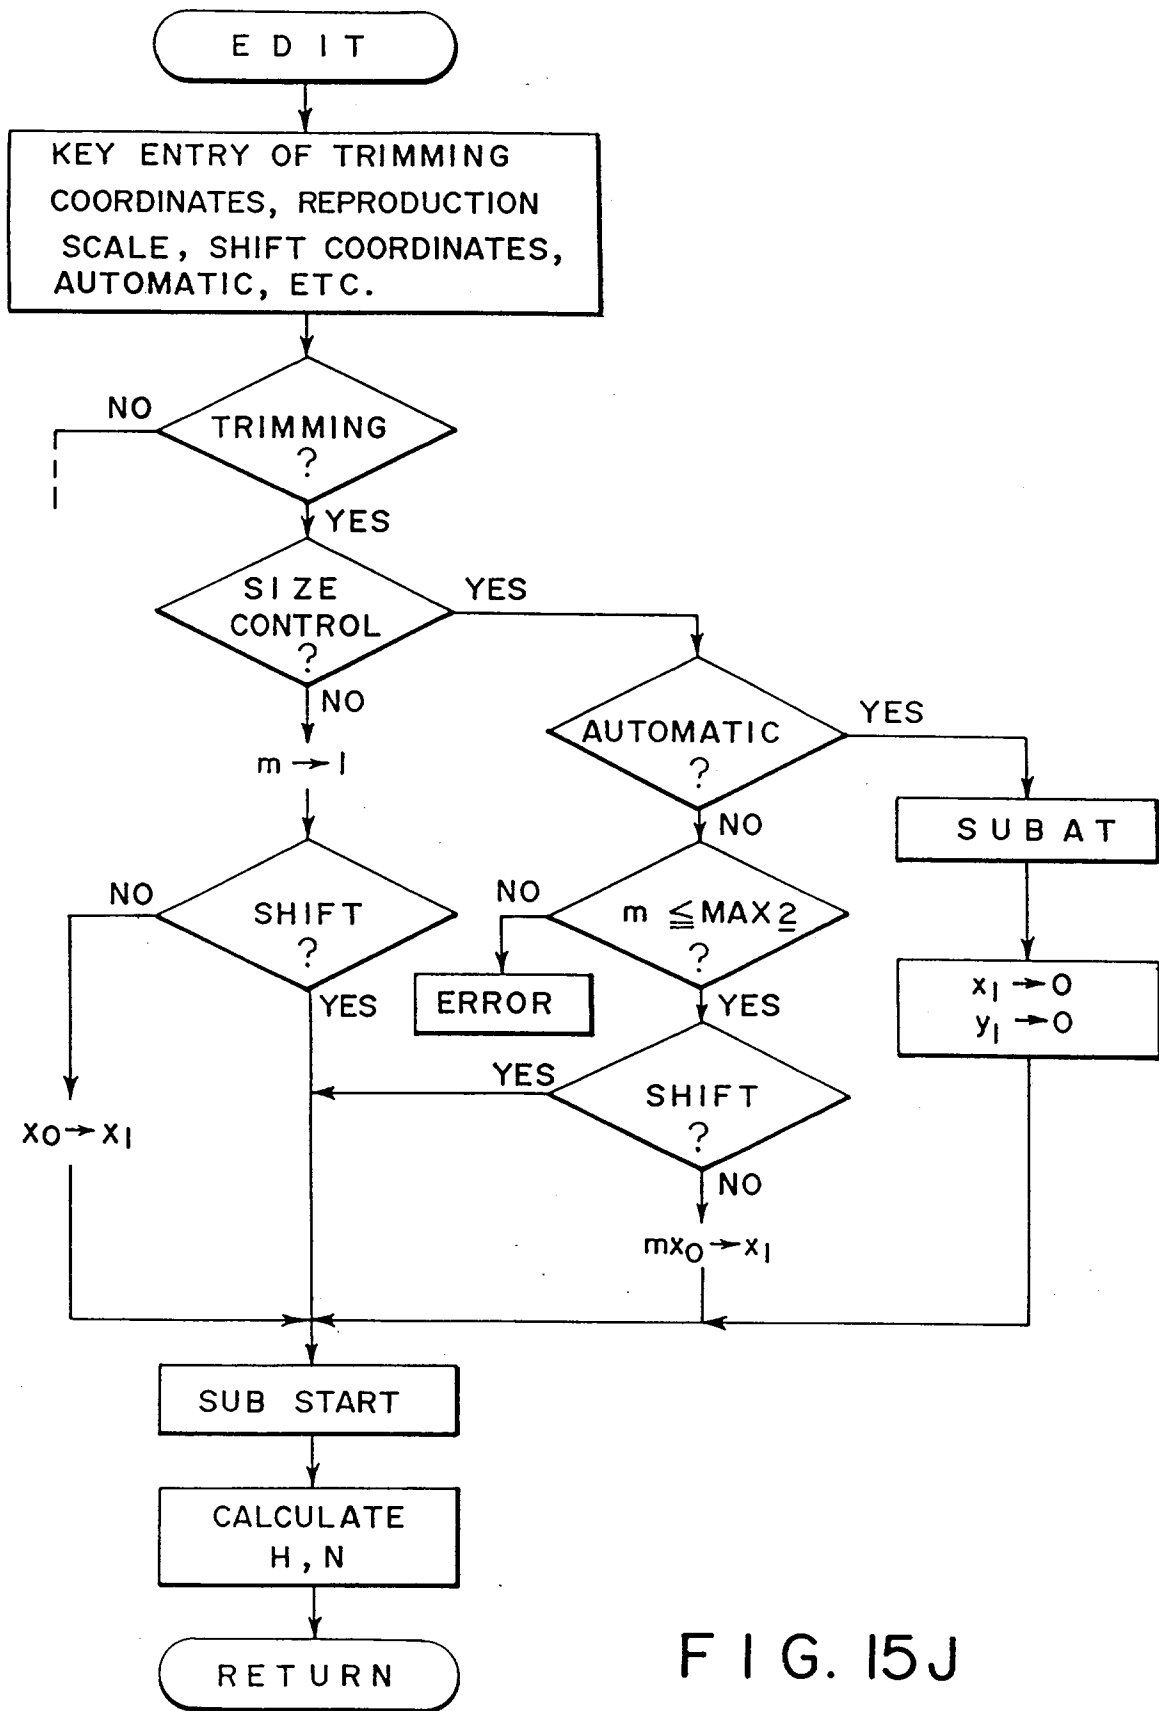 EDIT
KEY ENTRY OF TRIMMING
COORDINATES, REPRODUCTION
SCALE, SHIFT COORDINATES,
AUTOMATIC, ETC.
NO
TRIMMING
?
YES
SIZE
CONTROL
?
YES
NO
m → 1
AUTOMATIC
?
YES
NO
SUB AT
NO
SHIFT
?
YES
NO
m ≦ MAX 2
?
YES
ERROR
x1 → 0
y1 → 0
YES
SHIFT
?
NO
x0 → x1
mx0 → x1
SUB START
CALCULATE
H, N
RETURN
FIG. 15J